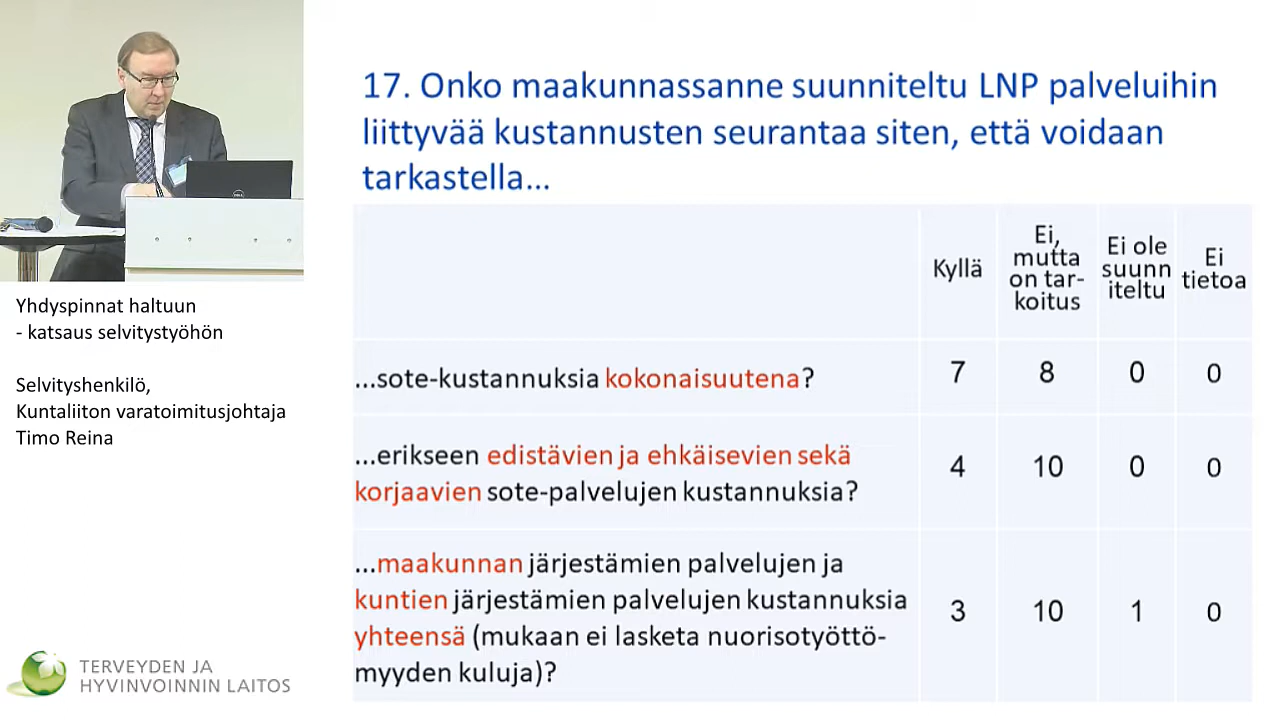 17. Onko maakunnassanne suunniteltu LNP palveluihin
liittyvää kustannusten seurantaa siten, että voidaan
tarkastella...
Kyllä
Ei,
mutta
on tar-
koitus
Ei ole
suunn
iteltu
Ei
tietoa
...sote-kustannuksia kokonaisuutena?
7
8
0
0
...erikseen edistävien ja ehkäisevien sekä
korjaavien sote-palvelujen kustannuksia?
4
10
0
0
...maakunnan järjestämien palvelujen ja
kuntien järjestämien palvelujen kustannuksia
yhteensä (mukaan ei lasketa nuorisotyöttö-
myyden kuluja)?
3
10
1
0
Yhdyspinnat haltuun
- katsaus selvitystyöhön
Selvityshenkilö,
Kuntaliiton varatoimitusjohtaja
Timo Reina
TERVEYDEN JA
HYVINVOINNIN LAITOS